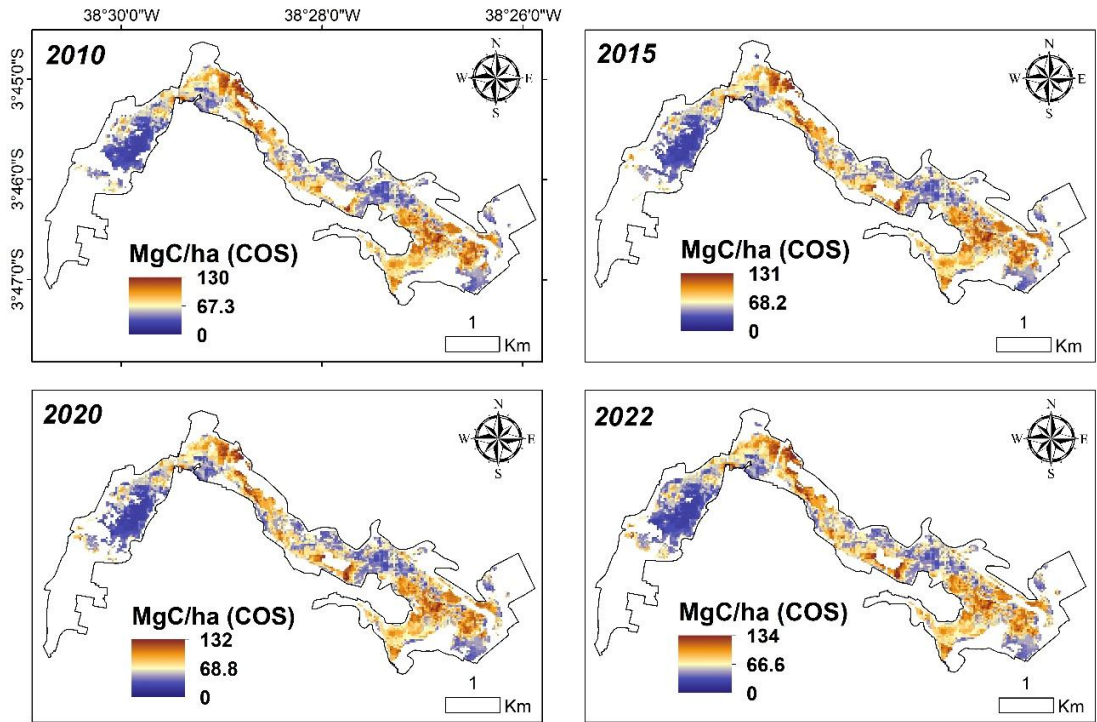 38°30'0"W 38°28'0"W 38°26'0"W
2010
N
W E
S
3°45'0"S
3°46'0"S
3°47'0"S
MgC/ha (COS)
130
67.3
0
1
Km
2015
N
W E
S
MgC/ha (COS)
131
68.2
0
1
Km
2020
N
W E
S
MgC/ha (COS)
132
68.8
0
1
Km
2022
N
W E
S
MgC/ha (COS)
134
66.6
0
1
Km